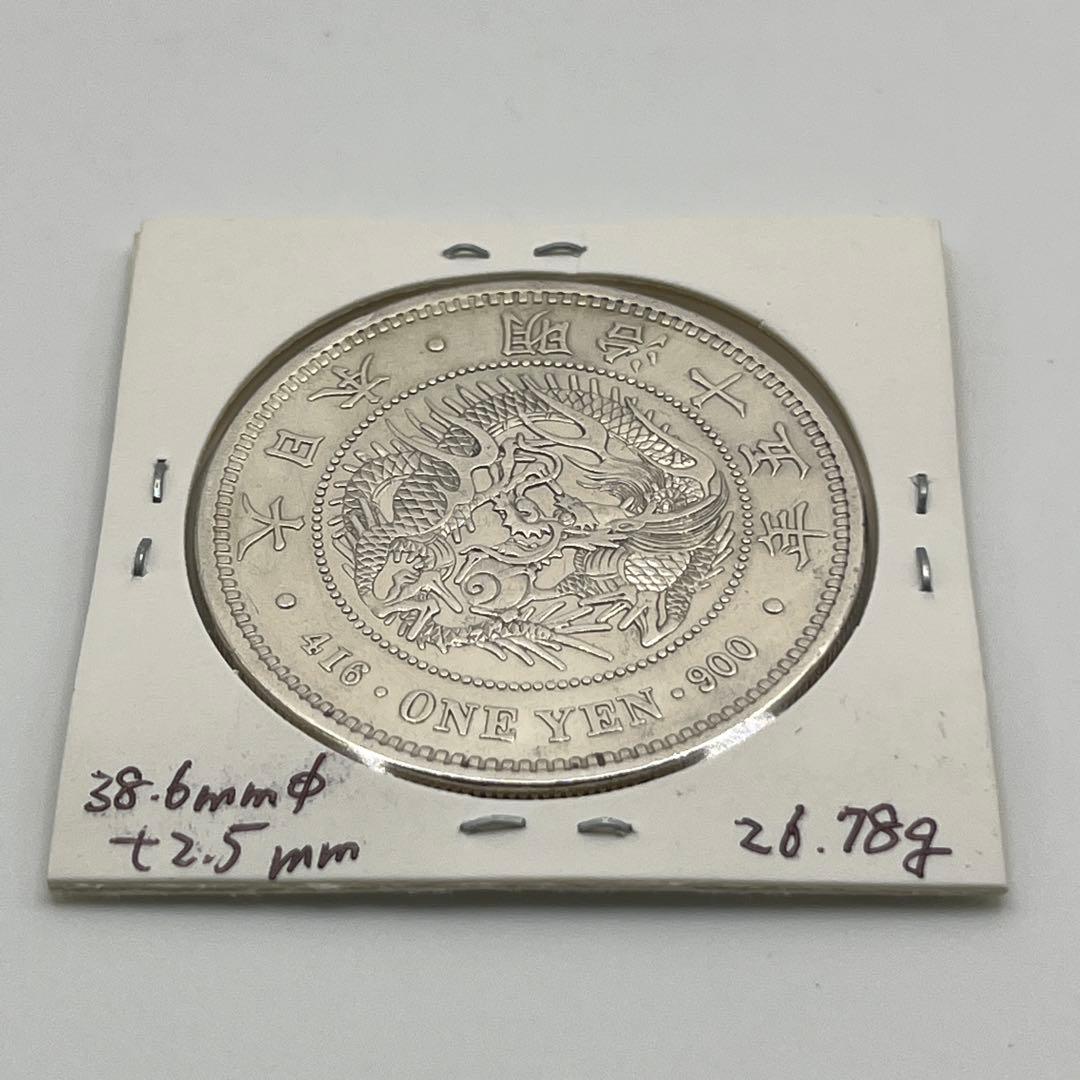 大日本 · 明治十五年
· 416 · ONE YEN · 900 ·
38.6mmφ
t2.5mm
26.78g